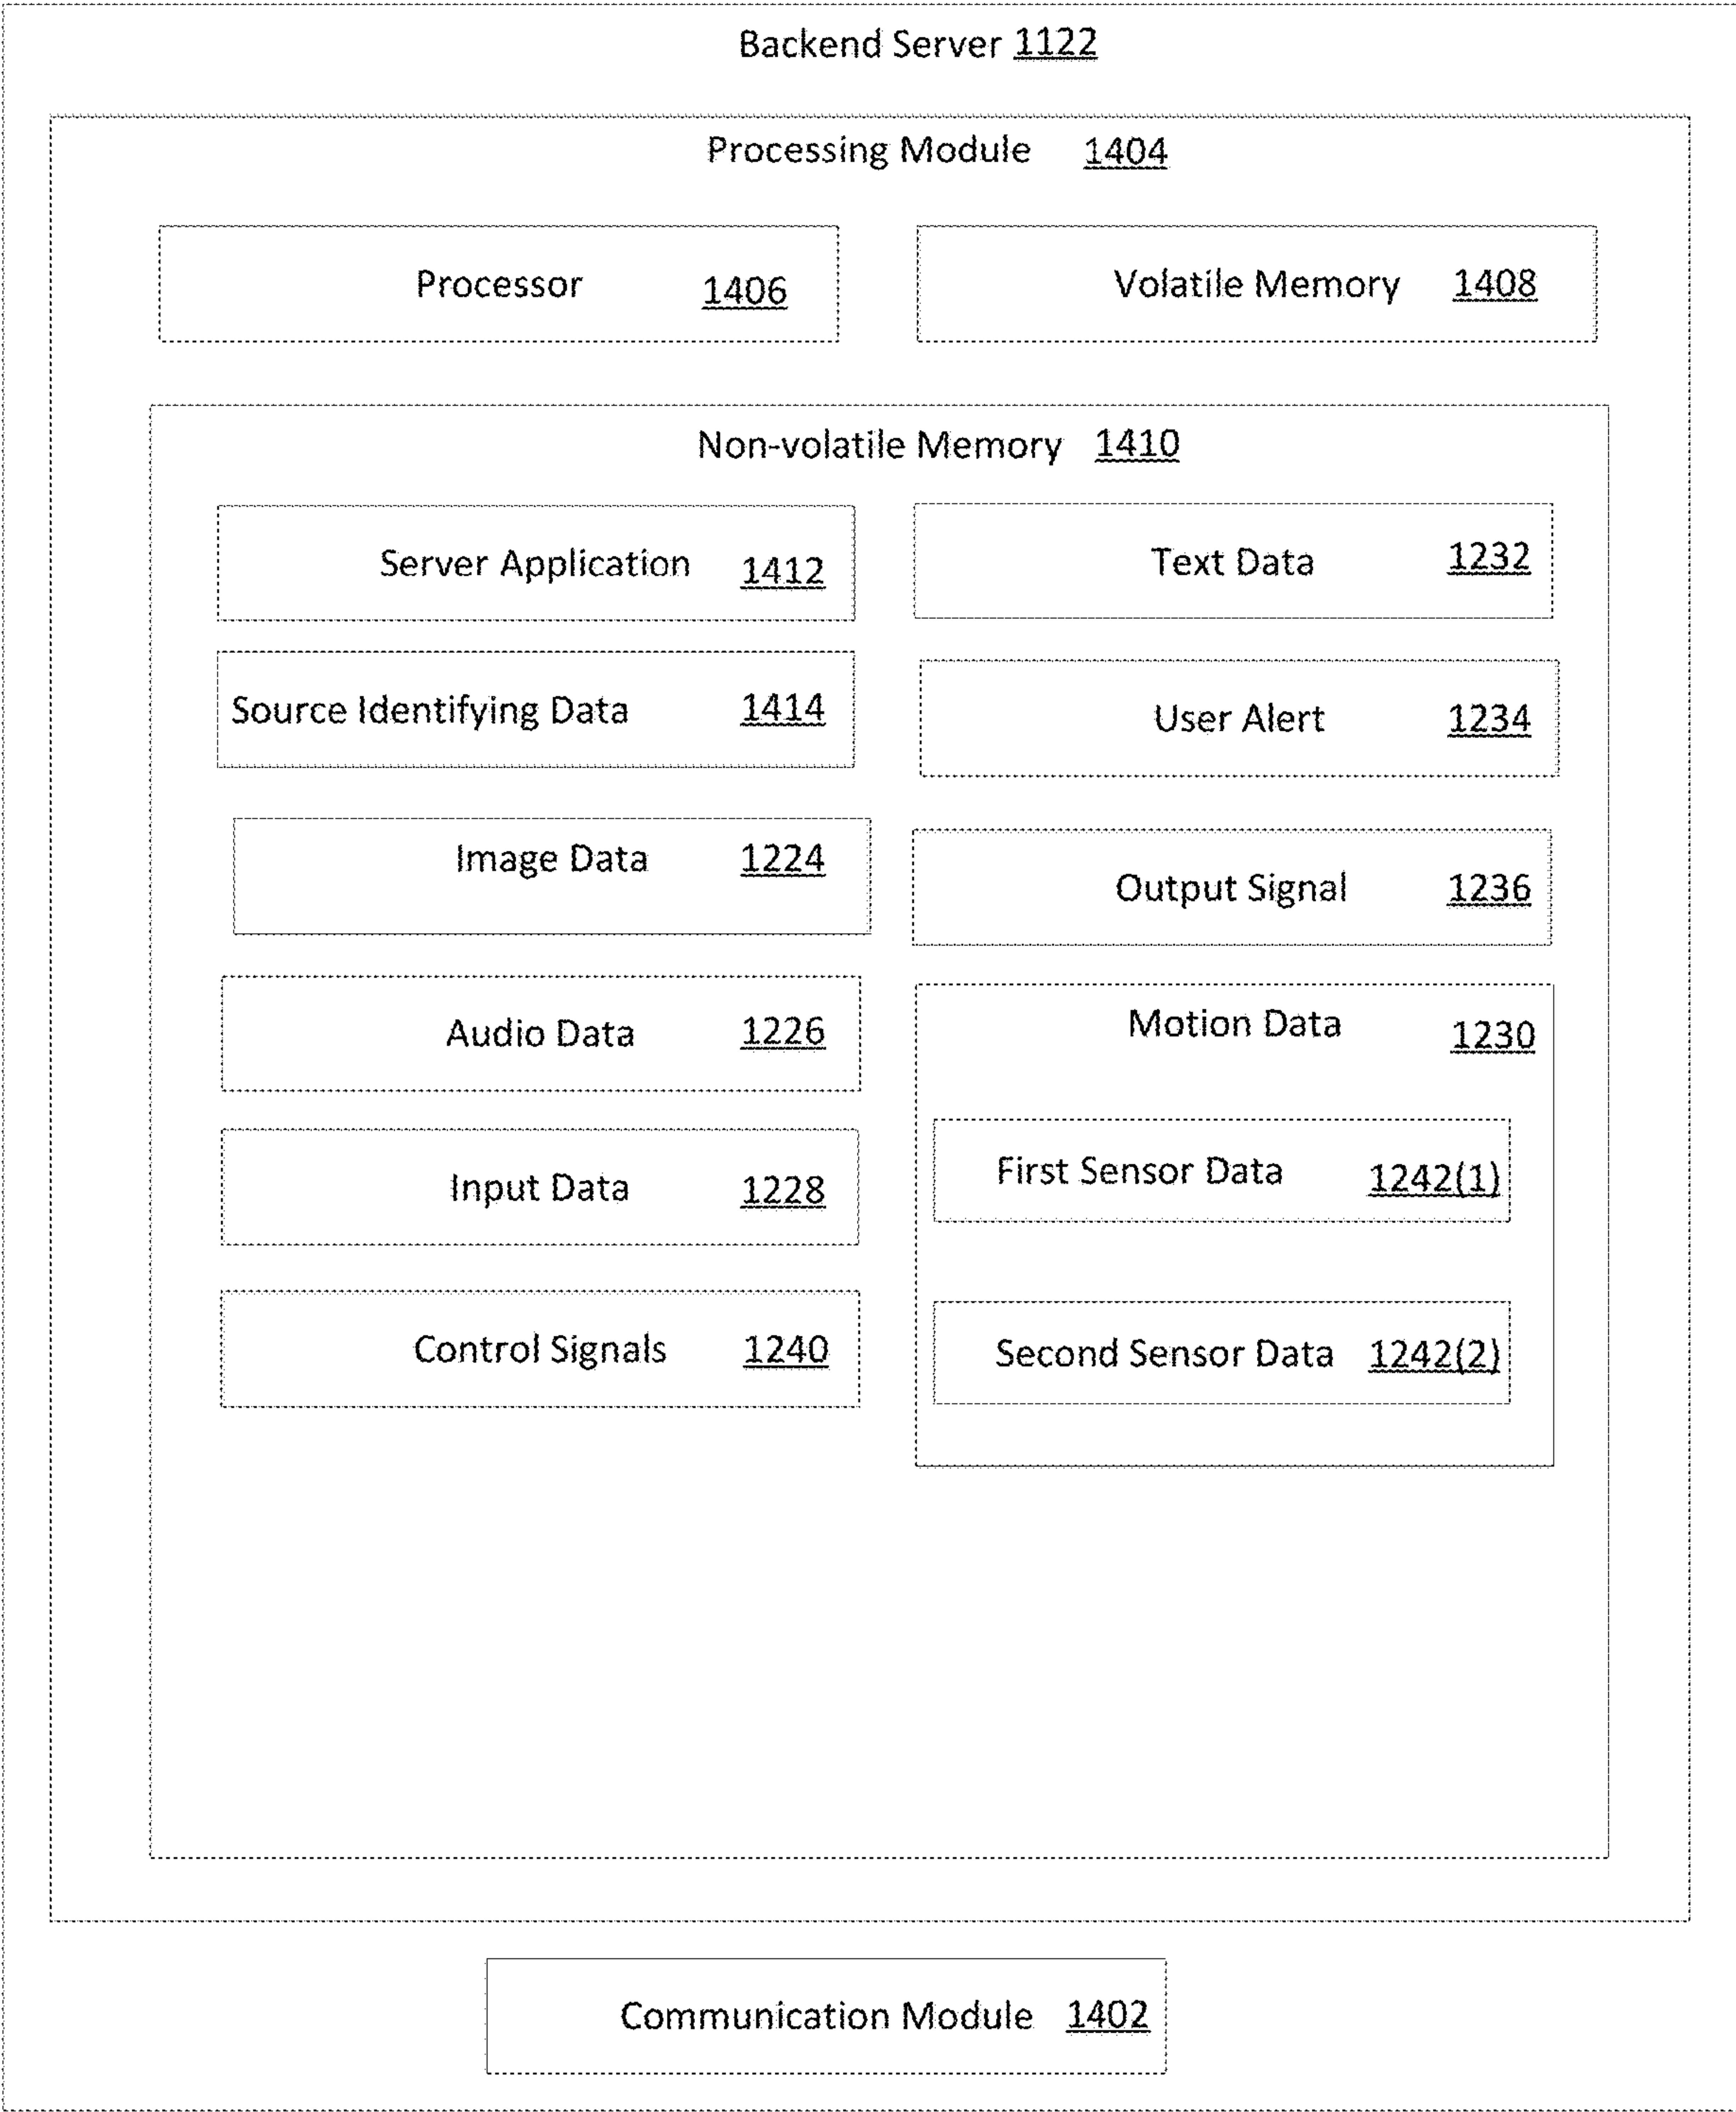 Backend Server 1122
Processing Module 1404
Processor 1406
Volatile Memory 1408
Non-volatile Memory 1410
Server Application 1412
Text Data 1232
Source Identifying Data 1414
User Alert 1234
Image Data 1224
Output Signal 1236
Audio Data 1226
Motion Data 1230
Input Data 1228
First Sensor Data 1242(1)
Control Signals 1240
Second Sensor Data 1242(2)
Communication Module 1402